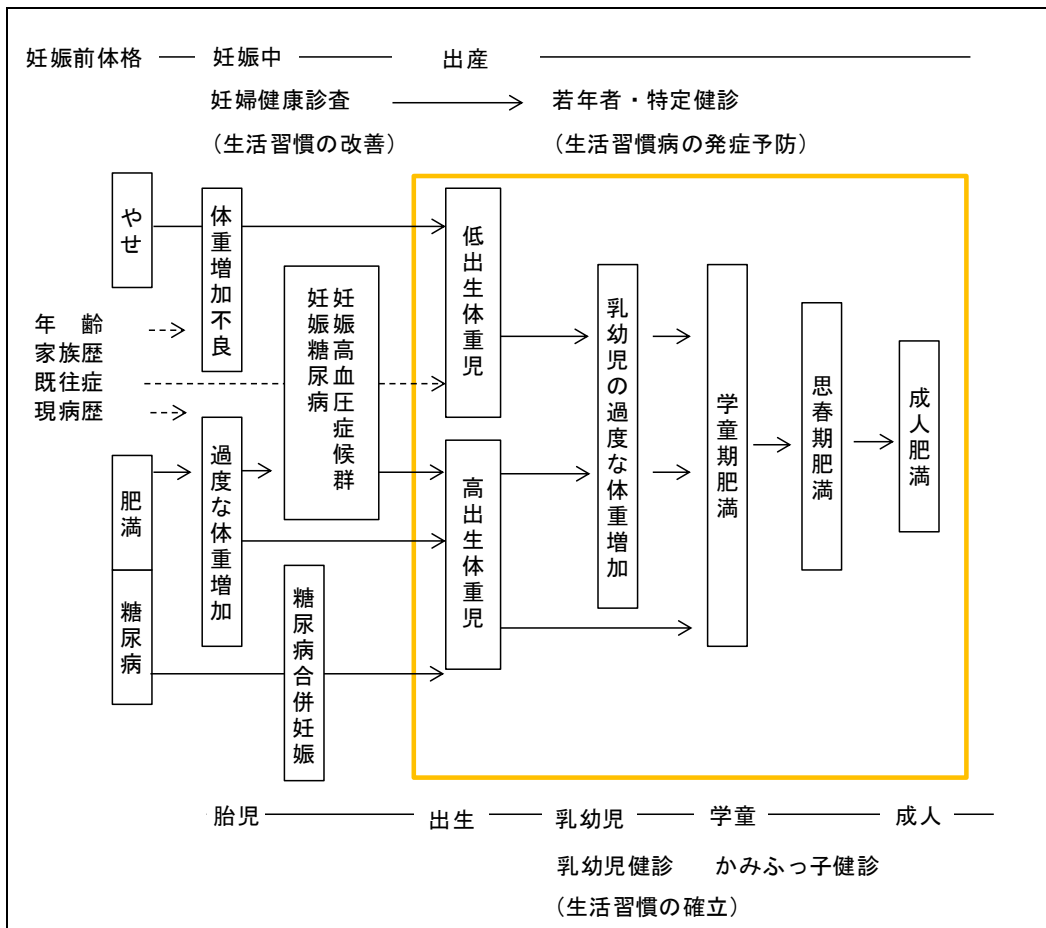 妊娠前体格 妊娠中 出産
妊婦健康診査 若年者・特定健診
(生活習慣の改善) (生活習慣病の発症予防)
やせ
体重増加不良
低出生体重児
妊娠高血圧症候群
妊娠糖尿病
乳幼児の過度な体重増加
学童期肥満
思春期肥満
成人肥満
年 齢
家族歴
既往症
現病歴
過度な体重増加
高出生体重児
肥満
糖尿病
糖尿病合併妊娠
胎児 出生 乳幼児 学童 成人
乳幼児健診 かみふっ子健診
(生活習慣の確立)